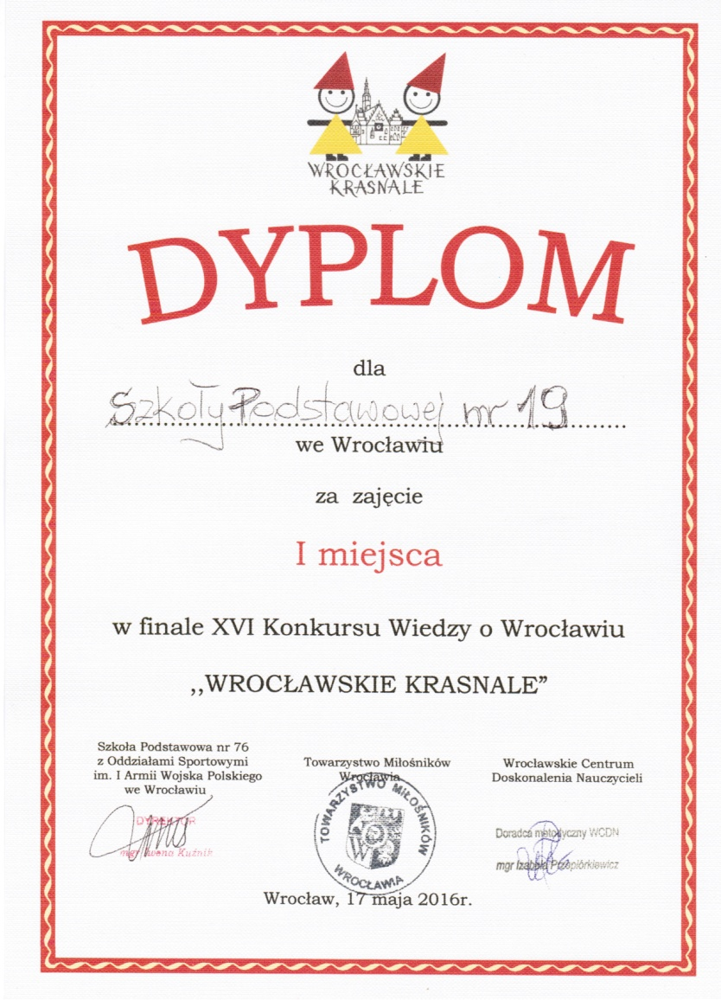 WROCŁAWSKIE
KRASNALE
DYPLOM
dla
Szkoły Podstawowej nr 19
we Wrocławiu
za zajęcie
I miejsca
w finale XVI Konkursu Wiedzy o Wrocławiu
,,WROCŁAWSKIE KRASNALE”
Szkoła Podstawowa nr 76
z Oddziałami Sportowymi
im. I Armii Wojska Polskiego
we Wrocławiu
DYREKTOR
mgr Iwona Kuźnik
Towarzystwo Miłośników
Wrocławia
TOWARZYSTWO MIŁOŚNIKÓW
WROCŁAWIA
Wrocławskie Centrum
Doskonalenia Nauczycieli
Doradca metodyczny WCDN
mgr Izabela Przepiórkiewicz
Wrocław, 17 maja 2016r.